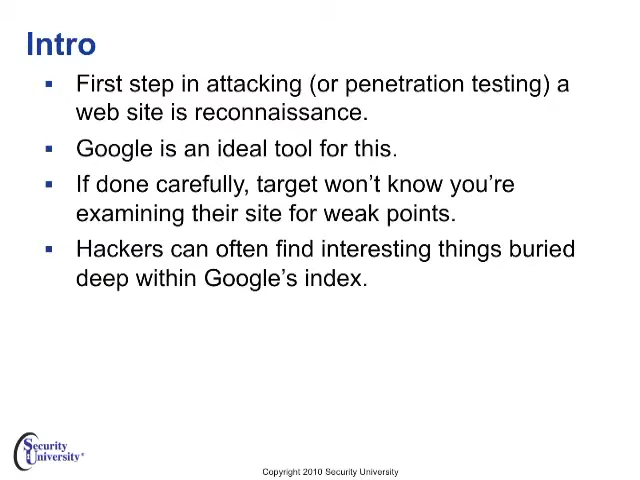 Intro
▪ First step in attacking (or penetration testing) a
web site is reconnaissance.
▪ Google is an ideal tool for this.
▪ If done carefully, target won’t know you’re
examining their site for weak points.
▪ Hackers can often find interesting things buried
deep within Google’s index.
Security
University®
Copyright 2010 Security University